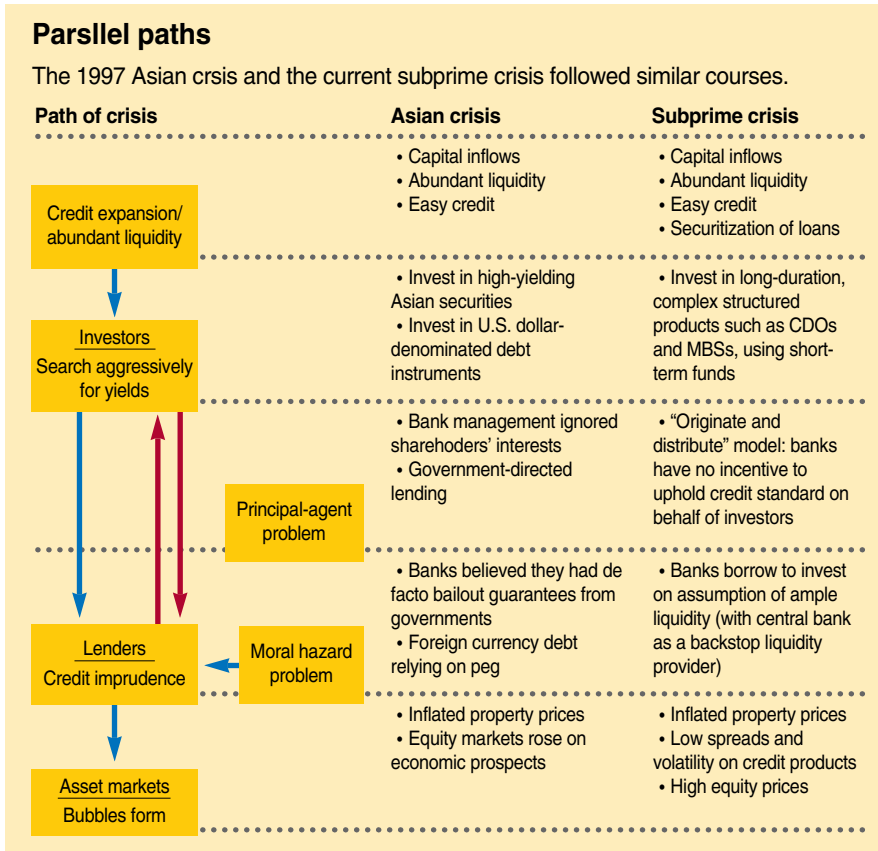 Parsllel paths
The 1997 Asian crsis and the current subprime crisis followed similar courses.
Path of crisis
Asian crisis
Subprime crisis
Credit expansion/
abundant liquidity
• Capital inflows
• Abundant liquidity
• Easy credit
• Capital inflows
• Abundant liquidity
• Easy credit
• Securitization of loans
Investors
Search aggressively
for yields
• Invest in high-yielding
Asian securities
• Invest in U.S. dollar-
denominated debt
instruments
• Invest in long-duration,
complex structured
products such as CDOs
and MBSs, using short-
term funds
Principal-agent
problem
• Bank management ignored
sharehoders’ interests
• Government-directed
lending
• “Originate and
distribute” model: banks
have no incentive to
uphold credit standard on
behalf of investors
Lenders
Credit imprudence
Moral hazard
problem
• Banks believed they had de
facto bailout guarantees from
governments
• Foreign currency debt
relying on peg
• Banks borrow to invest
on assumption of ample
liquidity (with central bank
as a backstop liquidity
provider)
Asset markets
Bubbles form
• Inflated property prices
• Equity markets rose on
economic prospects
• Inflated property prices
• Low spreads and
volatility on credit products
• High equity prices